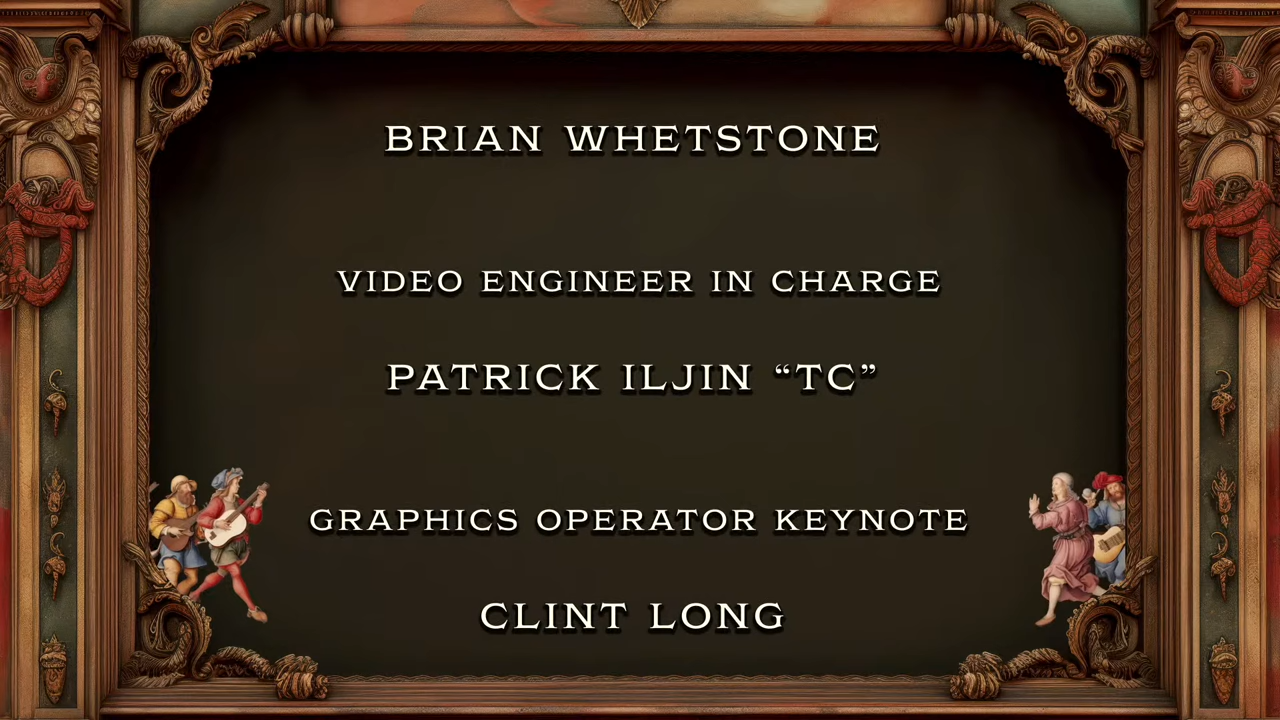 BRIAN WHETSTONE
VIDEO ENGINEER IN CHARGE
PATRICK ILJIN “TC”
GRAPHICS OPERATOR KEYNOTE
CLINT LONG